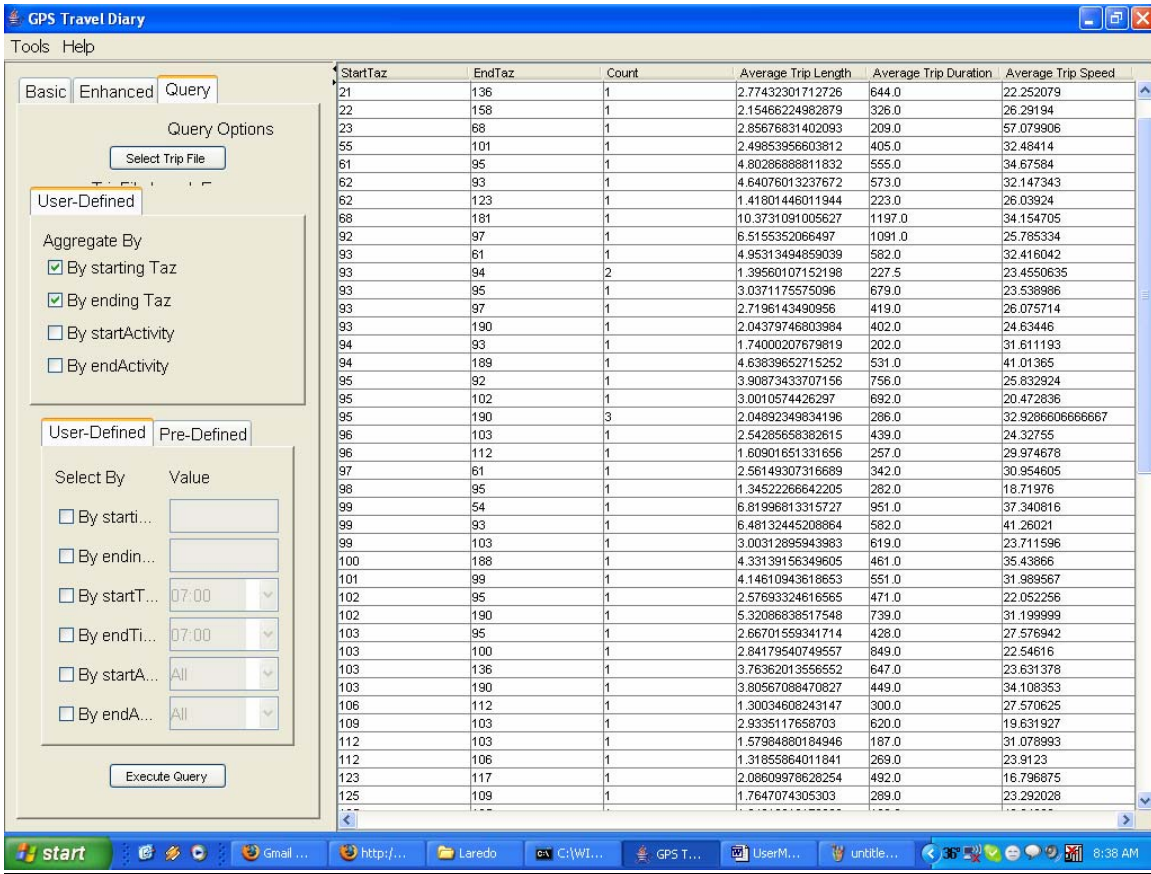 GPS Travel Diary
Tools Help
Basic Enhanced Query
Query Options
Select Trip File
User-Defined
Aggregate By
By starting Taz
By ending Taz
By startActivity
By endActivity
User-Defined Pre-Defined
Select By Value
By starti...
By endin...
By startT... 07:00
By endTi... 07:00
By startA... All
By endA... All
Execute Query
StartTaz EndTaz Count Average Trip Length Average Trip Duration Average Trip Speed
21 136 1 2.77432301712726 644.0 22.252079
22 158 1 2.15466224982879 326.0 26.29194
23 68 1 2.85676831402093 209.0 57.079906
55 101 1 2.49853956603812 405.0 32.48414
61 95 1 4.80286888811832 555.0 34.67584
62 93 1 4.64076013237672 573.0 32.147343
62 123 1 1.41801446011944 223.0 26.03924
68 181 1 10.3731091005627 1197.0 34.154705
92 97 1 6.5155352066497 1091.0 25.785334
93 61 1 4.95313494859039 582.0 32.416042
93 94 2 1.39560107152198 227.5 23.4550635
93 95 1 3.0371175575096 679.0 23.538986
93 97 1 2.7196143490956 419.0 26.075714
93 190 1 2.04379746803984 402.0 24.63446
94 93 1 1.74000207679819 202.0 31.611193
94 189 1 4.63839652715252 531.0 41.01365
95 92 1 3.90873433707156 756.0 25.832924
95 102 1 3.0010574426297 692.0 20.472836
95 190 3 2.04892349834196 286.0 32.9286606666667
96 103 1 2.54285658382615 439.0 24.32755
96 112 1 1.60901651331656 257.0 29.974678
97 61 1 2.56149307316689 342.0 30.954605
98 95 1 1.34522266642205 282.0 18.71976
99 54 1 6.81996813315727 951.0 37.340816
99 93 1 6.48132445208864 582.0 41.26021
99 103 1 3.00312895943983 619.0 23.711596
100 188 1 4.33139156349605 461.0 35.43866
101 99 1 4.14610943618653 551.0 31.989567
102 95 1 2.57693324616565 471.0 22.052256
102 190 1 5.32086838517548 739.0 31.199999
103 95 1 2.66701559341714 428.0 27.576942
103 100 1 2.84179540749557 849.0 22.54616
103 136 1 3.76362013556552 647.0 23.631378
103 190 1 3.80567088470827 449.0 34.108353
106 112 1 1.30034608243147 300.0 27.570625
109 103 1 2.9335117658703 620.0 19.631927
112 103 1 1.57984880184946 187.0 31.078993
112 106 1 1.31855864011841 269.0 23.9123
123 117 1 2.08609978628254 492.0 16.796875
125 109 1 1.7647074305303 289.0 23.292028
start Gmail ... http:/... Laredo C:\WI... GPS T... UserM... untitle... 36° 8:38 AM